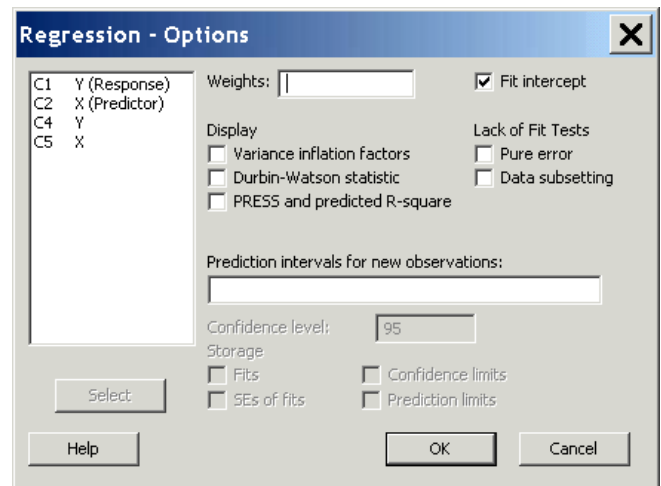 Regression - Options
C1 Y (Response)
C2 X (Predictor)
C4 Y
C5 X
Weights:
Fit intercept
Display
Variance inflation factors
Durbin-Watson statistic
PRESS and predicted R-square
Lack of Fit Tests
Pure error
Data subsetting
Prediction intervals for new observations:
Confidence level: 95
Storage
Fits
Confidence limits
SEs of fits
Prediction limits
Select
Help
OK
Cancel